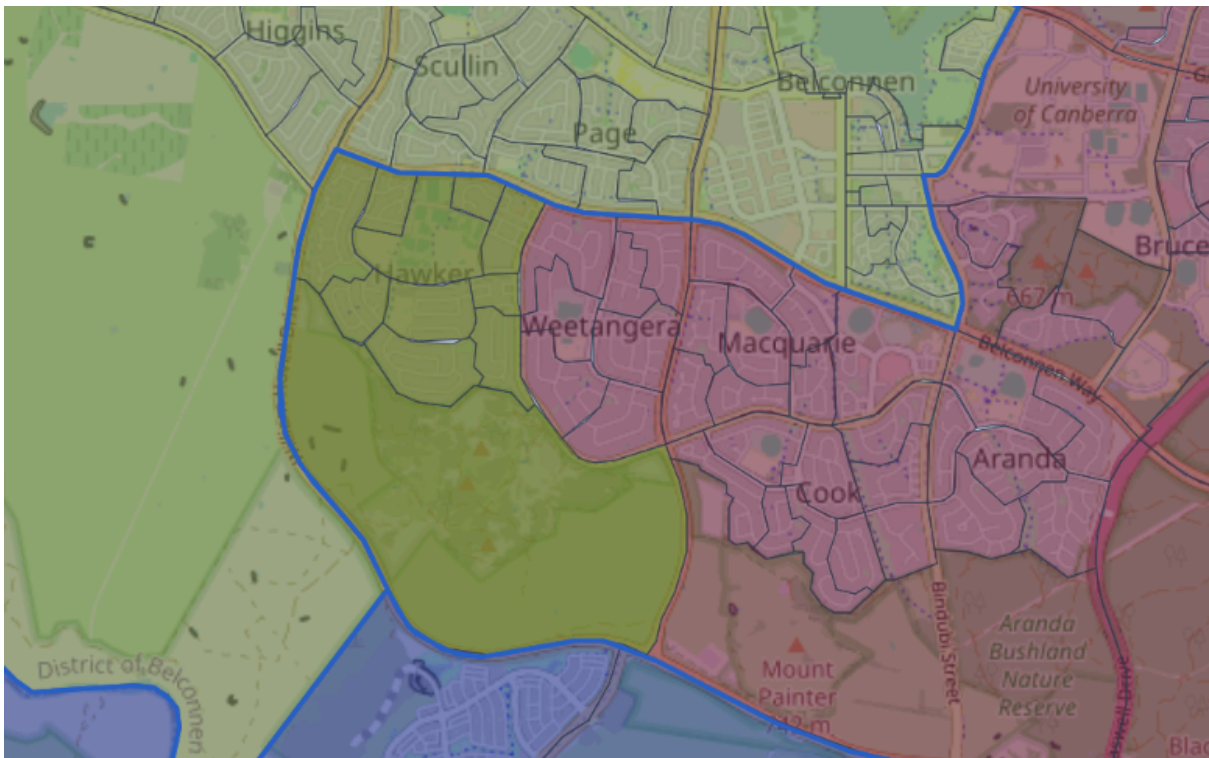 Higgins
Scullin
Belconnen
University
of Canberra
Page
Bruce
Hawker
667 m
Weetangera
Macquarie
Belconnen Way
Aranda
Cook
Bindubi Street
Aranda
Bushland
Nature
Reserve
Mount
Painter
742 m
District of Belconnen